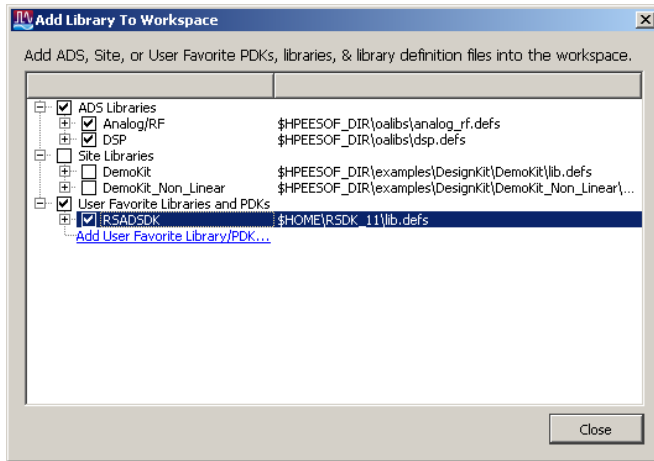 Add Library To Workspace
Add ADS, Site, or User Favorite PDKs, libraries, & library definition files into the workspace.
ADS Libraries
Analog/RF $HPEESOF_DIR\oalibs\analog_rf.defs
DSP $HPEESOF_DIR\oalibs\dsp.defs
Site Libraries
DemoKit $HPEESOF_DIR\examples\DesignKit\DemoKit\lib.defs
DemoKit_Non_Linear $HPEESOF_DIR\examples\DesignKit\DemoKit_Non_Linear\...
User Favorite Libraries and PDKs
RSADSDK $HOME\RSDK_11\lib.defs
Add User Favorite Library/PDK...
Close